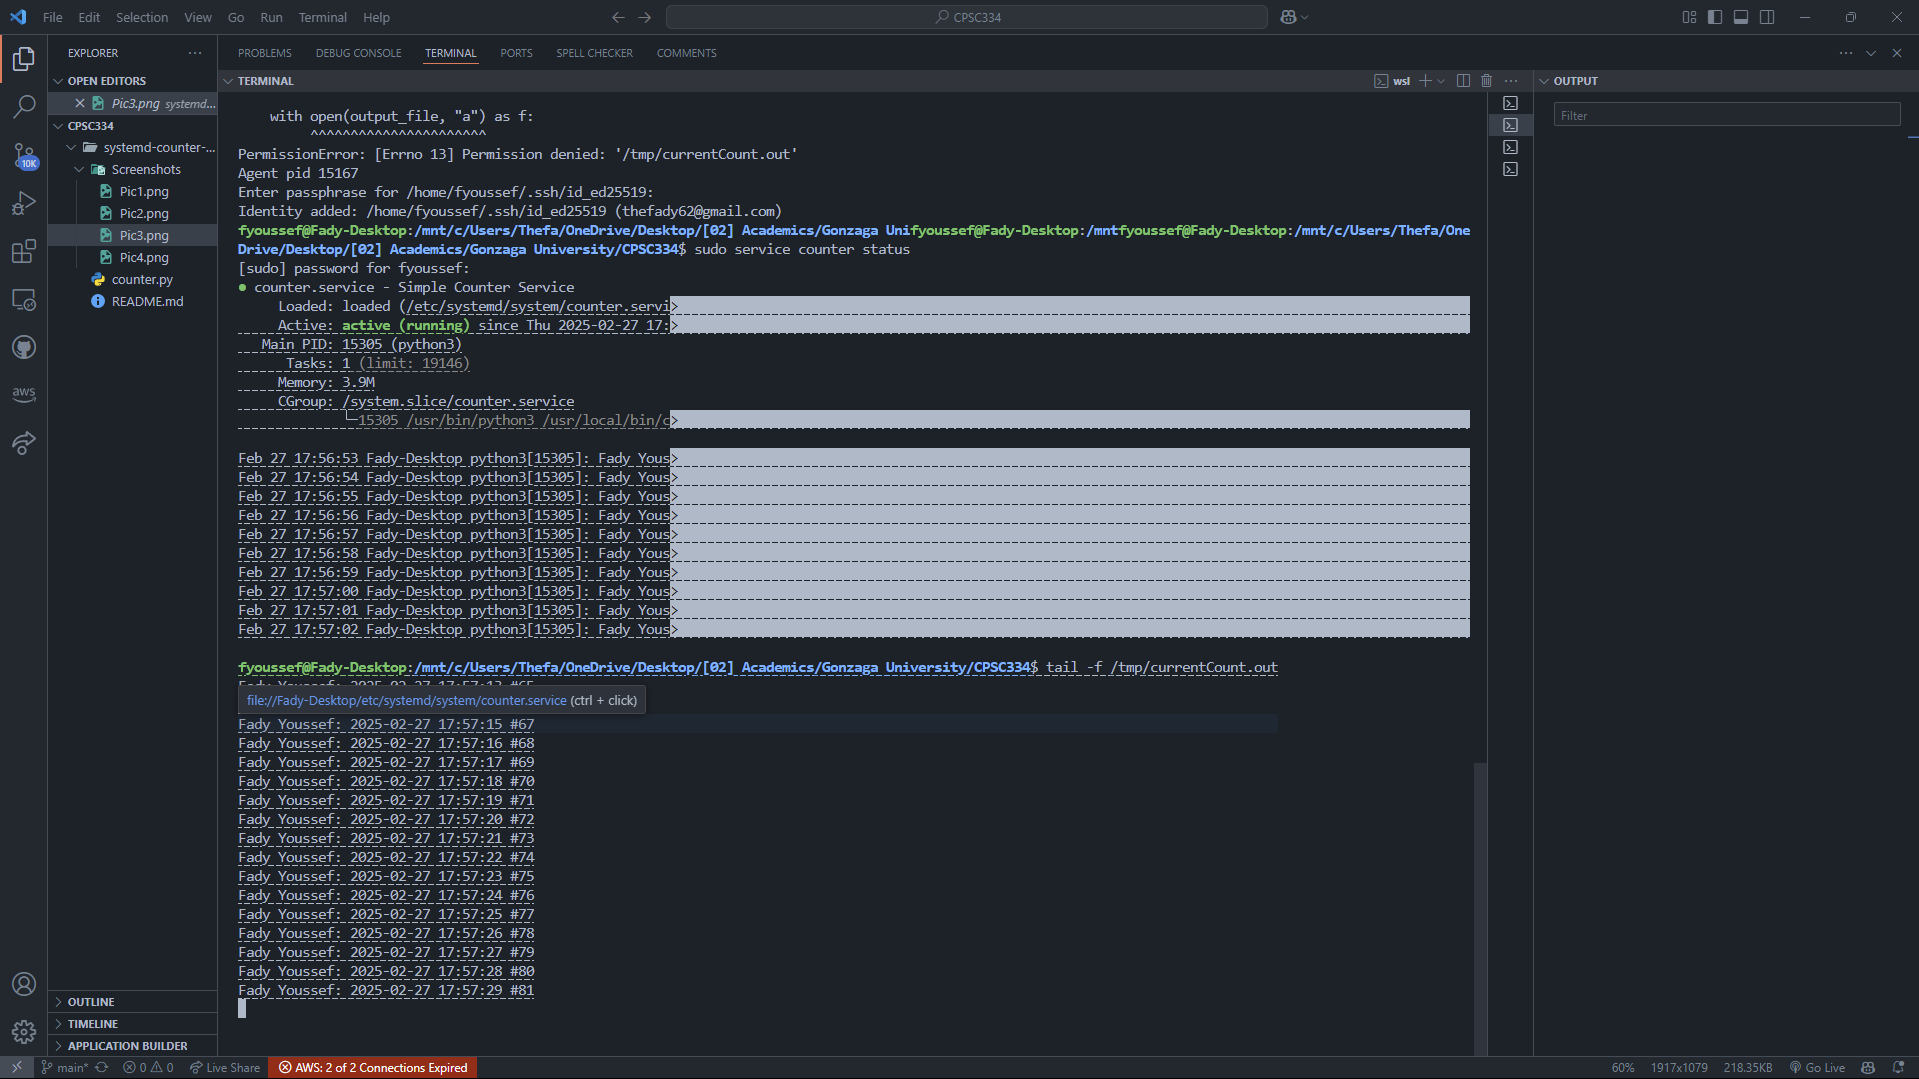 File Edit Selection View Go Run Terminal Help
CPSC334
EXPLORER
OPEN EDITORS
Pic3.png systemd...
CPSC334
systemd-counter-...
Screenshots
Pic1.png
Pic2.png
Pic3.png
Pic4.png
counter.py
README.md
10K
aws
OUTLINE
TIMELINE
APPLICATION BUILDER
PROBLEMS DEBUG CONSOLE TERMINAL PORTS SPELL CHECKER COMMENTS
TERMINAL
wsl
with open(output_file, "a") as f:
^^^^^^^^^^^^^^^^^^^^^^
PermissionError: [Errno 13] Permission denied: '/tmp/currentCount.out'
Agent pid 15167
Enter passphrase for /home/fyoussef/.ssh/id_ed25519:
Identity added: /home/fyoussef/.ssh/id_ed25519 (thefady62@gmail.com)
fyoussef@Fady-Desktop:/mnt/c/Users/Thefa/OneDrive/Desktop/[02] Academics/Gonzaga Unifyoussef@Fady-Desktop:/mntfyoussef@Fady-Desktop:/mnt/c/Users/Thefa/One
Drive/Desktop/[02] Academics/Gonzaga University/CPSC334$ sudo service counter status
[sudo] password for fyoussef:
● counter.service - Simple Counter Service
Loaded: loaded (/etc/systemd/system/counter.servi>
Active: active (running) since Thu 2025-02-27 17:>
Main PID: 15305 (python3)
Tasks: 1 (limit: 19146)
Memory: 3.9M
CGroup: /system.slice/counter.service
└─15305 /usr/bin/python3 /usr/local/bin/c>
Feb 27 17:56:53 Fady-Desktop python3[15305]: Fady Yous>
Feb 27 17:56:54 Fady-Desktop python3[15305]: Fady Yous>
Feb 27 17:56:55 Fady-Desktop python3[15305]: Fady Yous>
Feb 27 17:56:56 Fady-Desktop python3[15305]: Fady Yous>
Feb 27 17:56:57 Fady-Desktop python3[15305]: Fady Yous>
Feb 27 17:56:58 Fady-Desktop python3[15305]: Fady Yous>
Feb 27 17:56:59 Fady-Desktop python3[15305]: Fady Yous>
Feb 27 17:57:00 Fady-Desktop python3[15305]: Fady Yous>
Feb 27 17:57:01 Fady-Desktop python3[15305]: Fady Yous>
Feb 27 17:57:02 Fady-Desktop python3[15305]: Fady Yous>
fyoussef@Fady-Desktop:/mnt/c/Users/Thefa/OneDrive/Desktop/[02] Academics/Gonzaga University/CPSC334$ tail -f /tmp/currentCount.out
file://Fady-Desktop/etc/systemd/system/counter.service (ctrl + click)
Fady Youssef: 2025-02-27 17:57:15 #67
Fady Youssef: 2025-02-27 17:57:16 #68
Fady Youssef: 2025-02-27 17:57:17 #69
Fady Youssef: 2025-02-27 17:57:18 #70
Fady Youssef: 2025-02-27 17:57:19 #71
Fady Youssef: 2025-02-27 17:57:20 #72
Fady Youssef: 2025-02-27 17:57:21 #73
Fady Youssef: 2025-02-27 17:57:22 #74
Fady Youssef: 2025-02-27 17:57:23 #75
Fady Youssef: 2025-02-27 17:57:24 #76
Fady Youssef: 2025-02-27 17:57:25 #77
Fady Youssef: 2025-02-27 17:57:26 #78
Fady Youssef: 2025-02-27 17:57:27 #79
Fady Youssef: 2025-02-27 17:57:28 #80
Fady Youssef: 2025-02-27 17:57:29 #81
OUTPUT
Filter
main* 0 0 Live Share AWS: 2 of 2 Connections Expired 60% 1917x1079 218.35KB Go Live